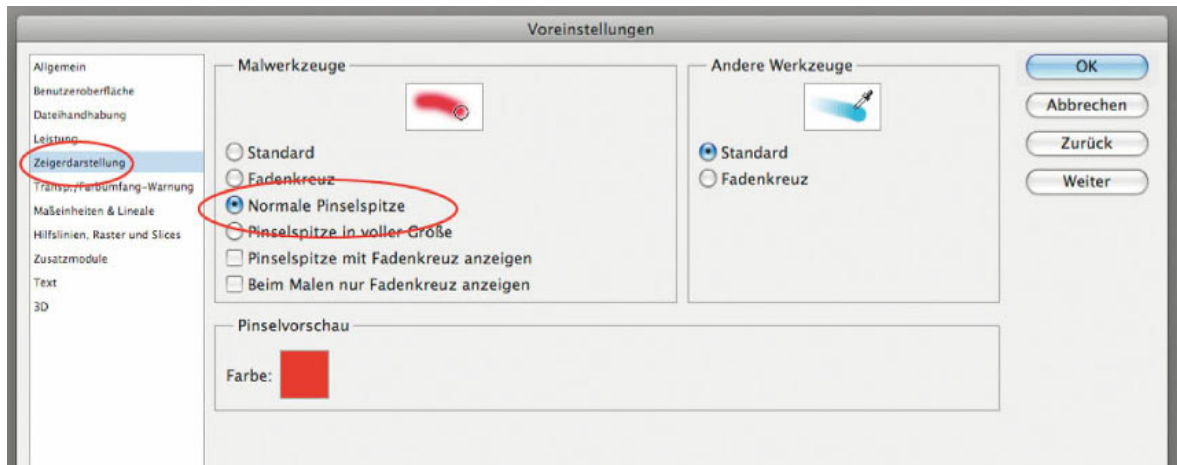 Voreinstellungen
Allgemein
Benutzeroberfläche
Dateihandhabung
Leistung
Zeigerdarstellung
Transp./Farbumfang-Warnung
Maßeinheiten & Lineale
Hilfslinien, Raster und Slices
Zusatzmodule
Text
3D
Malwerkzeuge
Standard
Fadenkreuz
Normale Pinselspitze
Pinselspitze in voller Größe
Pinselspitze mit Fadenkreuz anzeigen
Beim Malen nur Fadenkreuz anzeigen
Andere Werkzeuge
Standard
Fadenkreuz
Pinselvorschau
Farbe:
OK
Abbrechen
Zurück
Weiter